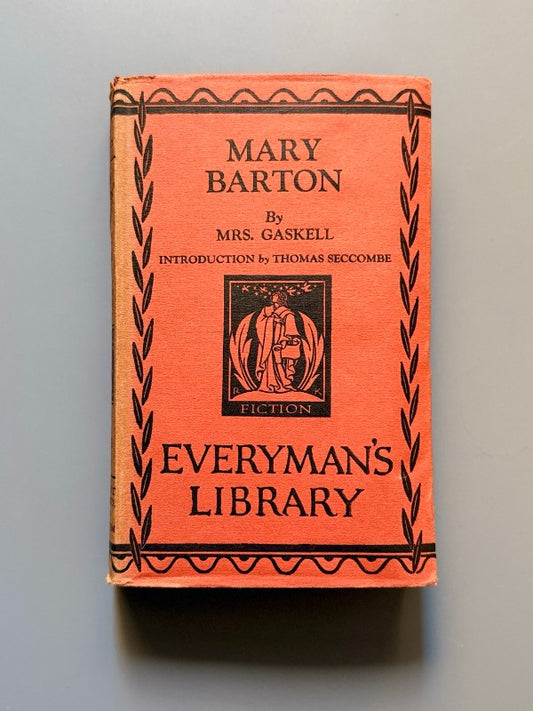 MARY
BARTON
By
MRS. GASKELL
INTRODUCTION by THOMAS SECCOMBE
R K
FICTION
EVERYMAN'S
LIBRARY